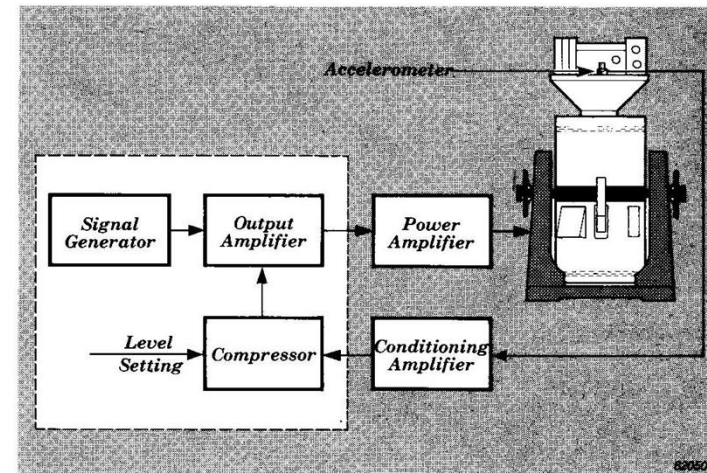 Accelerometer
Signal
Generator
Output
Amplifier
Power
Amplifier
Level
Setting
Compressor
Conditioning
Amplifier
82050